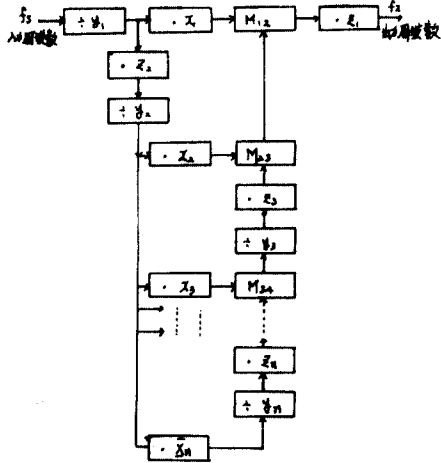 f₃
入力周波数
÷ y₁
· x₁
M₁₂
· z₁
f₂
出力周波数
· z₂
÷ y₂
· x₂
M₂₃
· z₃
÷ y₃
· x₃
M₃₄
· zn
÷ yn
· xn